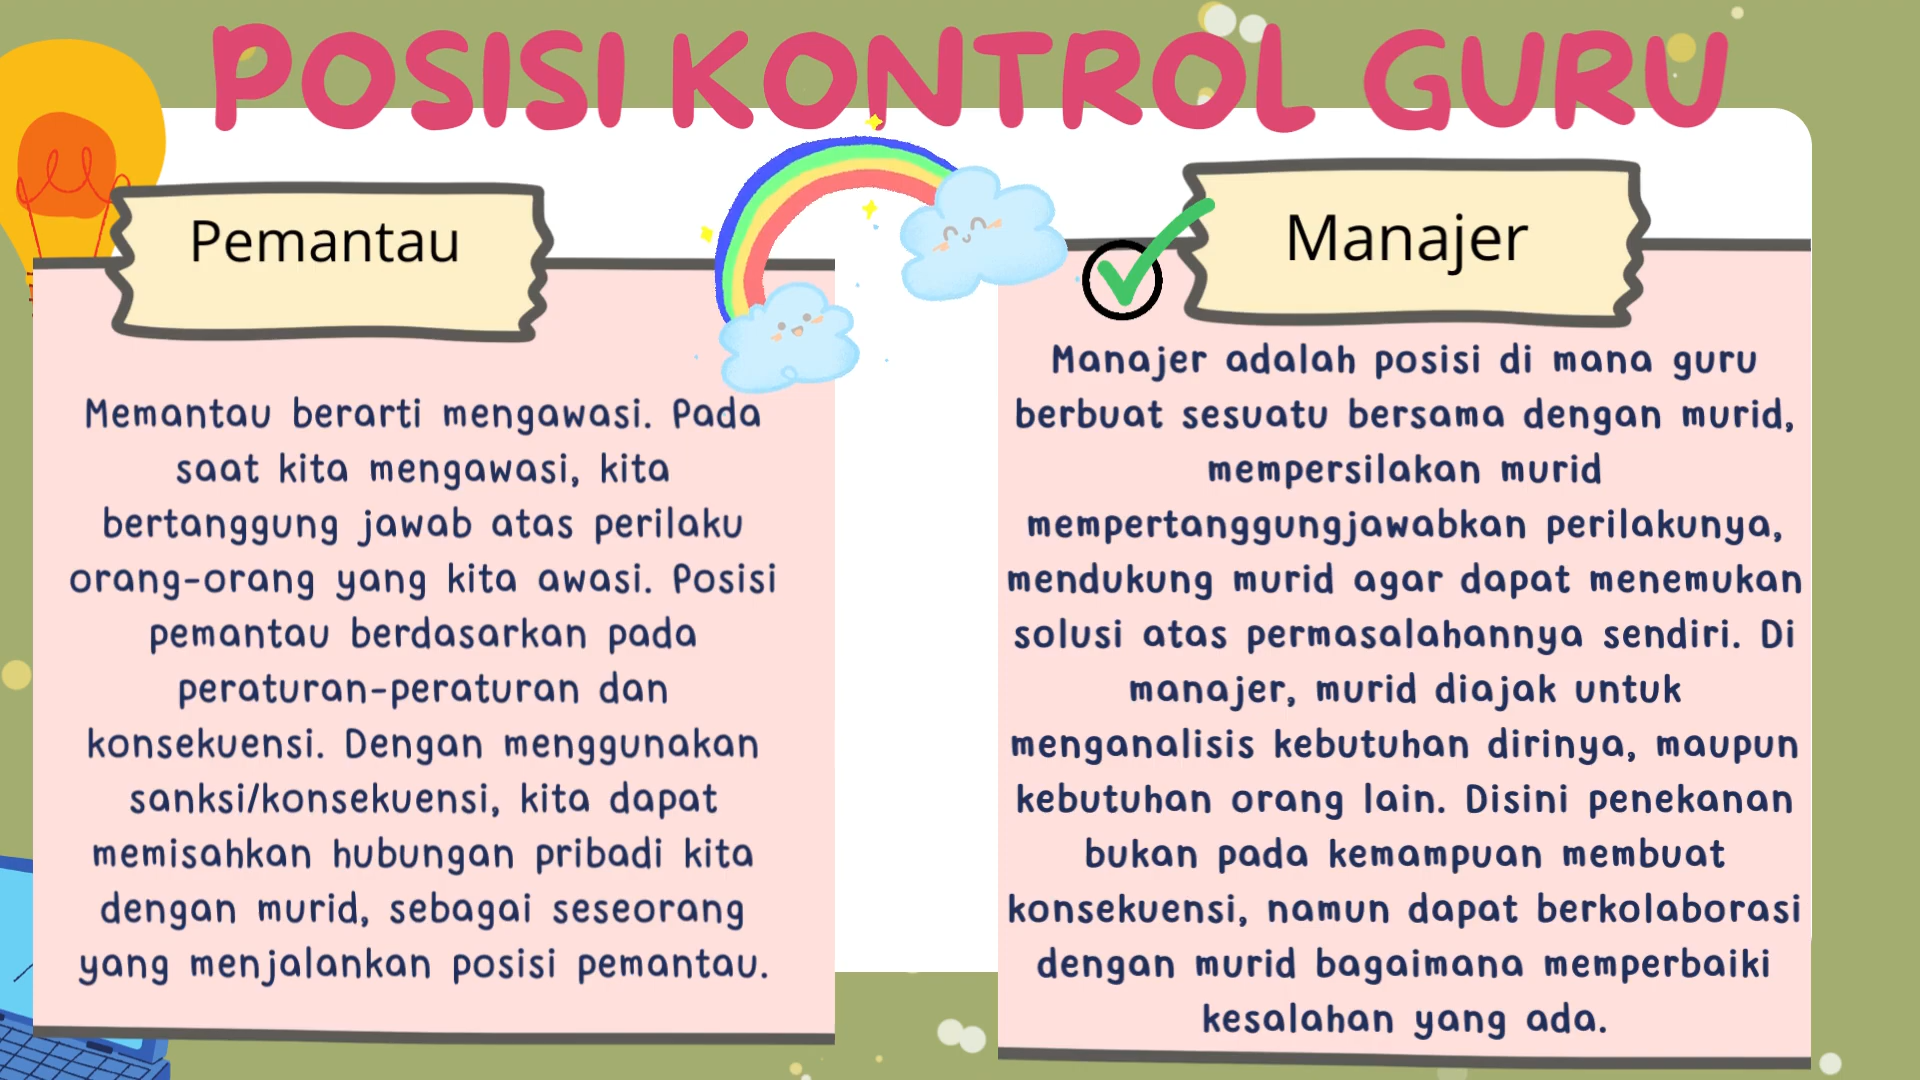 POSISI KONTROL GURU
Pemantau
Memantau berarti mengawasi. Pada
saat kita mengawasi, kita
bertanggung jawab atas perilaku
orang-orang yang kita awasi. Posisi
pemantau berdasarkan pada
peraturan-peraturan dan
konsekuensi. Dengan menggunakan
sanksi/konsekuensi, kita dapat
memisahkan hubungan pribadi kita
dengan murid, sebagai seseorang
yang menjalankan posisi pemantau.
Manajer
Manajer adalah posisi di mana guru
berbuat sesuatu bersama dengan murid,
mempersilakan murid
mempertanggungjawabkan perilakunya,
mendukung murid agar dapat menemukan
solusi atas permasalahannya sendiri. Di
manajer, murid diajak untuk
menganalisis kebutuhan dirinya, maupun
kebutuhan orang lain. Disini penekanan
bukan pada kemampuan membuat
konsekuensi, namun dapat berkolaborasi
dengan murid bagaimana memperbaiki
kesalahan yang ada.